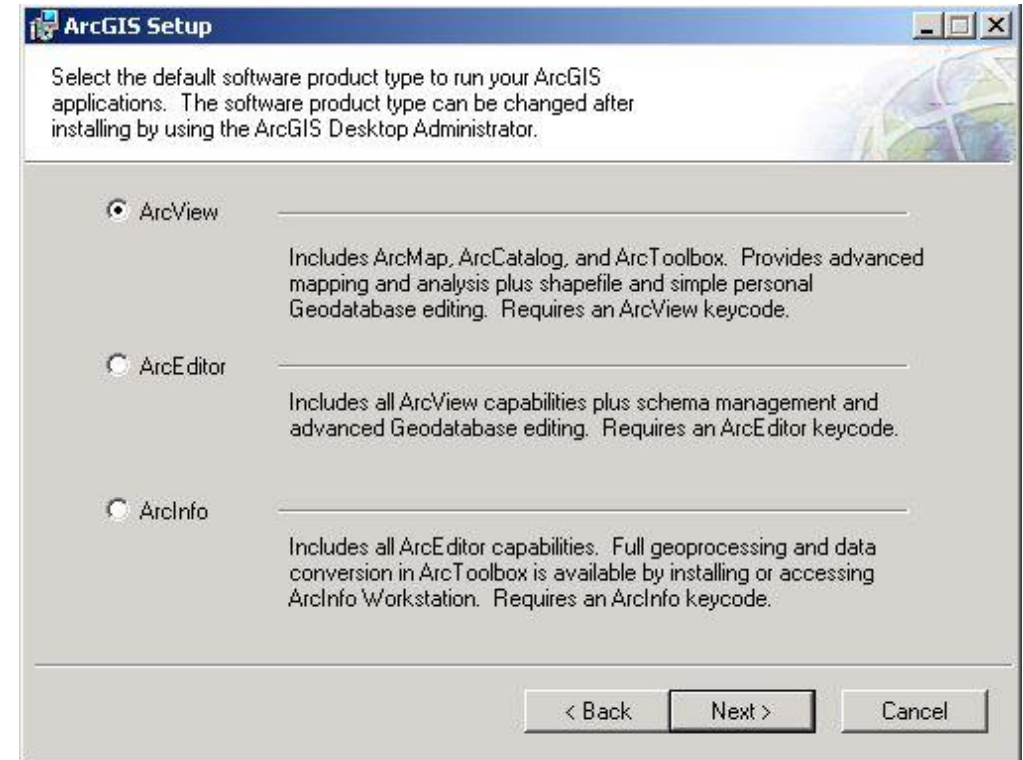 ArcGIS Setup
Select the default software product type to run your ArcGIS
applications. The software product type can be changed after
installing by using the ArcGIS Desktop Administrator.
ArcView
Includes ArcMap, ArcCatalog, and ArcToolbox. Provides advanced
mapping and analysis plus shapefile and simple personal
Geodatabase editing. Requires an ArcView keycode.
ArcEditor
Includes all ArcView capabilities plus schema management and
advanced Geodatabase editing. Requires an ArcEditor keycode.
ArcInfo
Includes all ArcEditor capabilities. Full geoprocessing and data
conversion in ArcToolbox is available by installing or accessing
ArcInfo Workstation. Requires an ArcInfo keycode.
< Back Next > Cancel